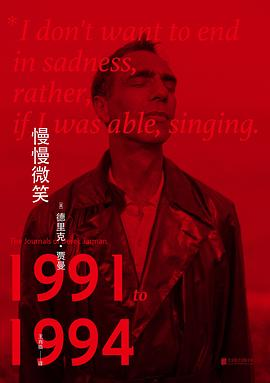 *I don't want to end
in sadness,
rather,
if I was able, singing.
慢慢微笑
[英] 德里克·贾曼
The Journals of Derek Jarman,
1991 to
1994